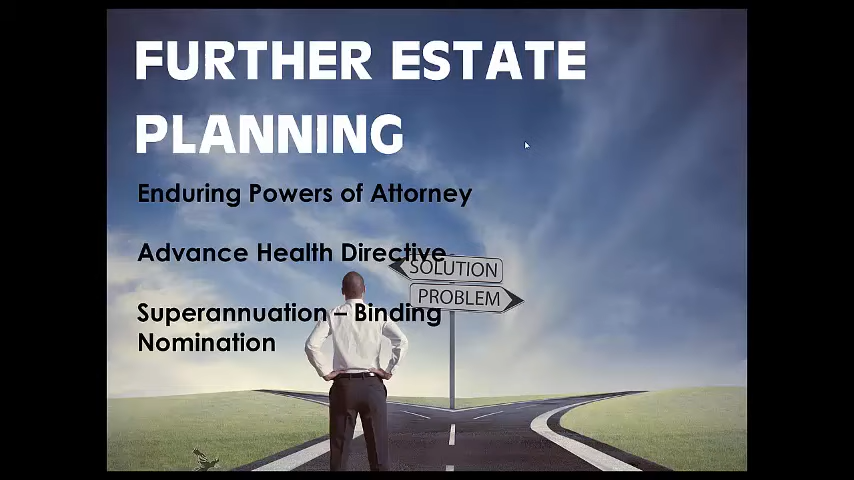 FURTHER ESTATE
PLANNING
Enduring Powers of Attorney
Advance Health Directive
SOLUTION
PROBLEM
Superannuation – Binding
Nomination